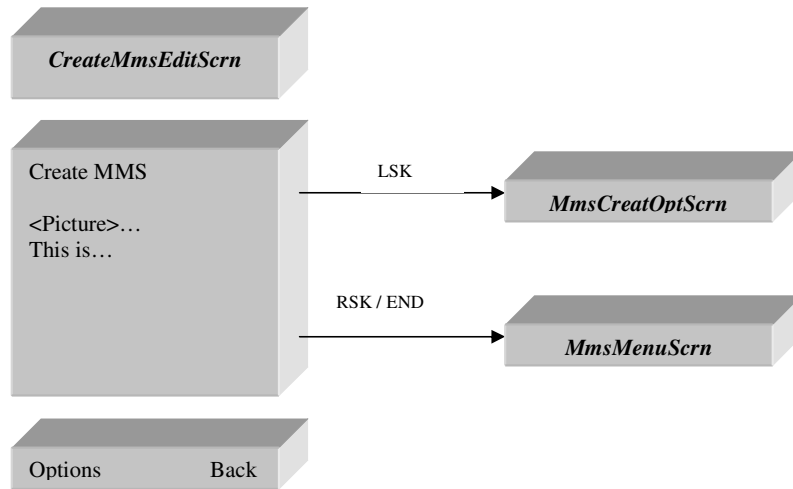 CreateMmsEditScrn
Create MMS
<Picture>…
This is…
LSK
MmsCreatOptScrn
RSK / END
MmsMenuScrn
Options Back